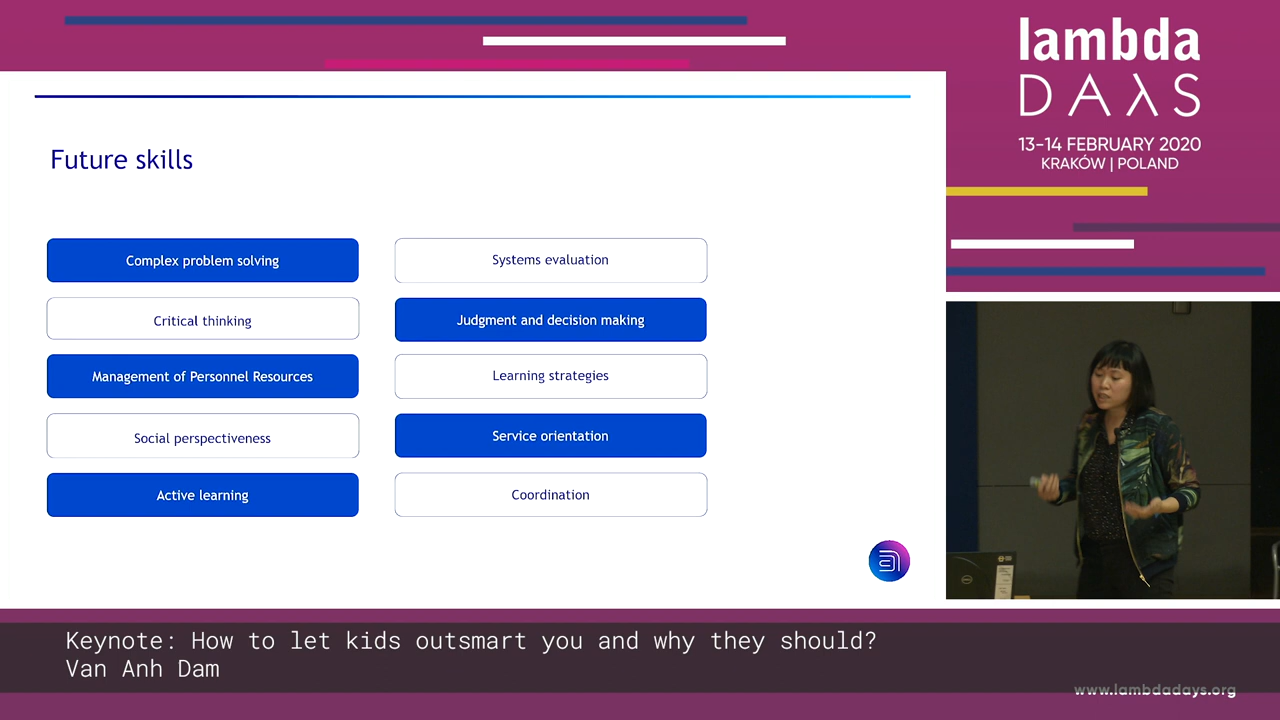 lambda
DAλS
13-14 FEBRUARY 2020
KRAKÓW | POLAND
Future skills
Complex problem solving
Critical thinking
Management of Personnel Resources
Social perspectiveness
Active learning
Systems evaluation
Judgment and decision making
Learning strategies
Service orientation
Coordination
Keynote: How to let kids outsmart you and why they should?
Van Anh Dam
www.lambdadays.org